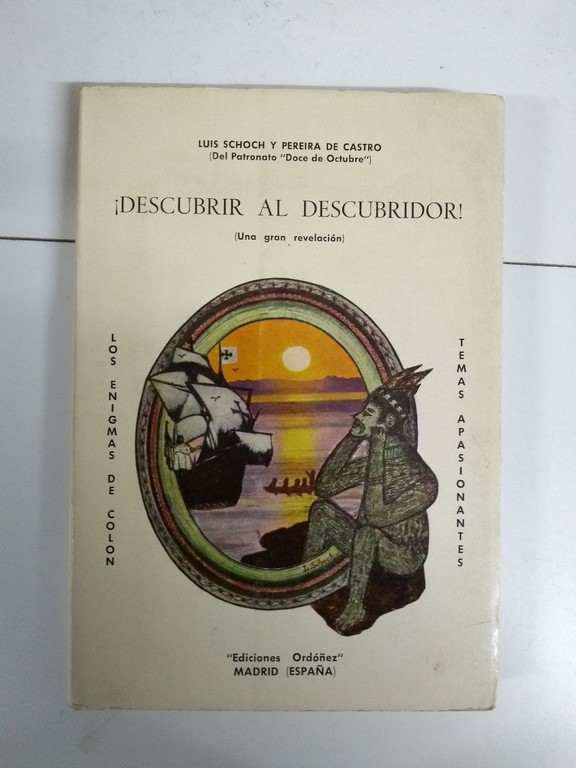 LUIS SCHOCH Y PEREIRA DE CASTRO
(Del Patronato "Doce de Octubre")
¡DESCUBRIR AL DESCUBRIDOR!
(Una gran revelación)
LOS ENIGMAS DE COLON
TEMAS APASIONANTES
L. Schoch
"Ediciones Ordóñez"
MADRID (ESPAÑA)